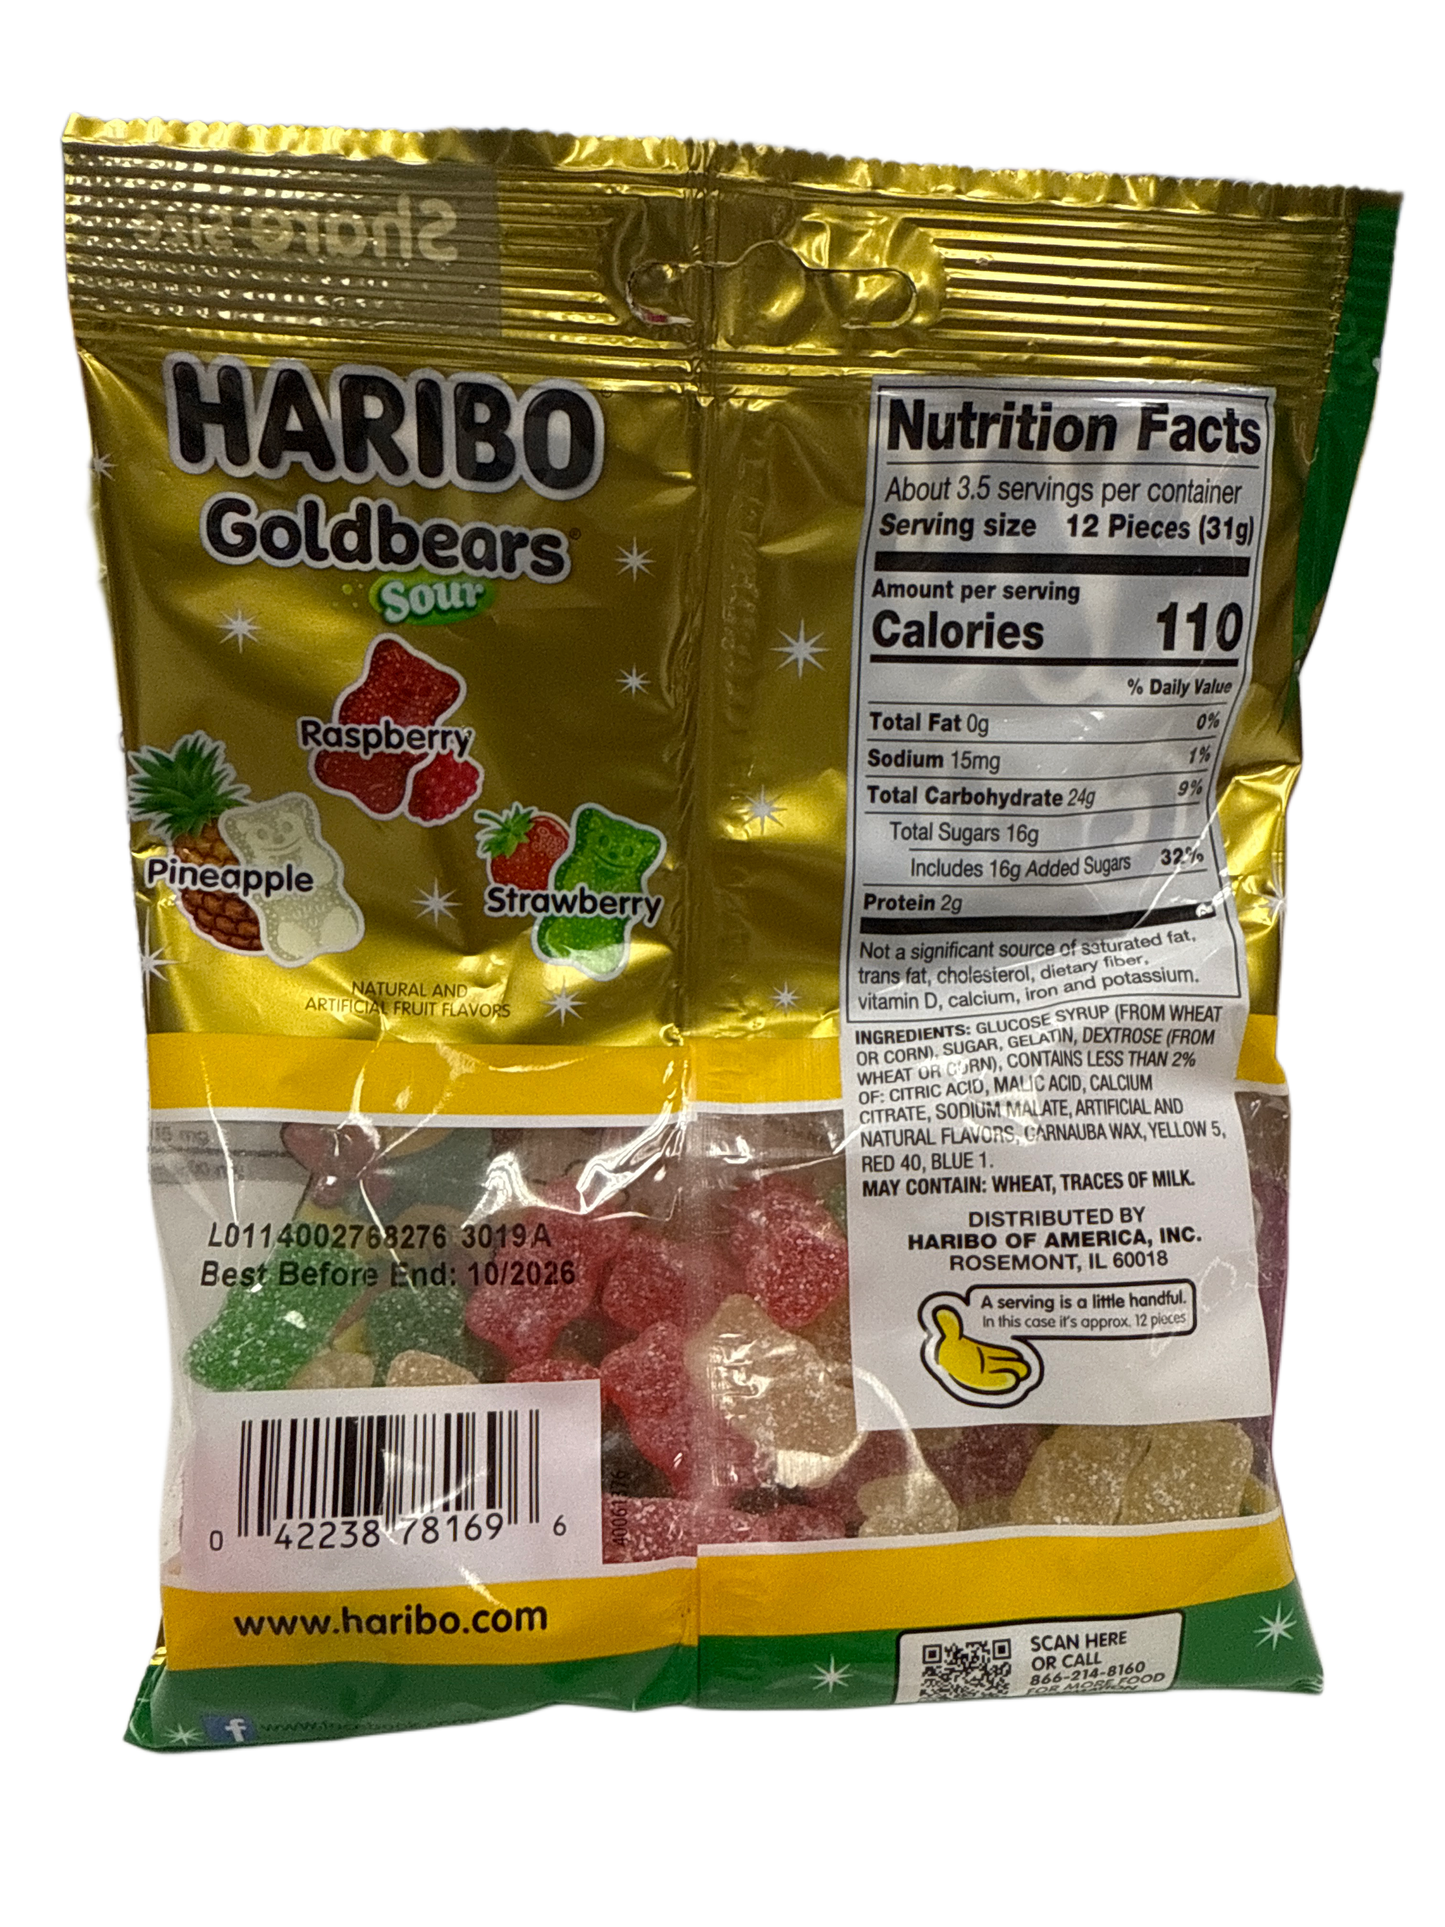 Share Size
HARIBO
Goldbears®
Sour
Raspberry
Pineapple
Strawberry
NATURAL AND
ARTIFICIAL FRUIT FLAVORS
L0114002768276 3019 A
Best Before End: 10/2026
0 42238 78169 6
40061376
www.haribo.com
Nutrition Facts
About 3.5 servings per container
Serving size 12 Pieces (31g)
Amount per serving
Calories 110
% Daily Value
Total Fat 0g 0%
Sodium 15mg 1%
Total Carbohydrate 24g 9%
Total Sugars 16g
Includes 16g Added Sugars 32%
Protein 2g
Not a significant source of saturated fat,
trans fat, cholesterol, dietary fiber,
vitamin D, calcium, iron and potassium.
INGREDIENTS: GLUCOSE SYRUP (FROM WHEAT
OR CORN), SUGAR, GELATIN, DEXTROSE (FROM
WHEAT OR CORN), CONTAINS LESS THAN 2%
OF: CITRIC ACID, MALIC ACID, CALCIUM
CITRATE, SODIUM MALATE, ARTIFICIAL AND
NATURAL FLAVORS, CARNAUBA WAX, YELLOW 5,
RED 40, BLUE 1.
MAY CONTAIN: WHEAT, TRACES OF MILK.
DISTRIBUTED BY
HARIBO OF AMERICA, INC.
ROSEMONT, IL 60018
A serving is a little handful.
In this case it's approx. 12 pieces
SCAN HERE
OR CALL
866-214-8160
FOR MORE FOOD
f